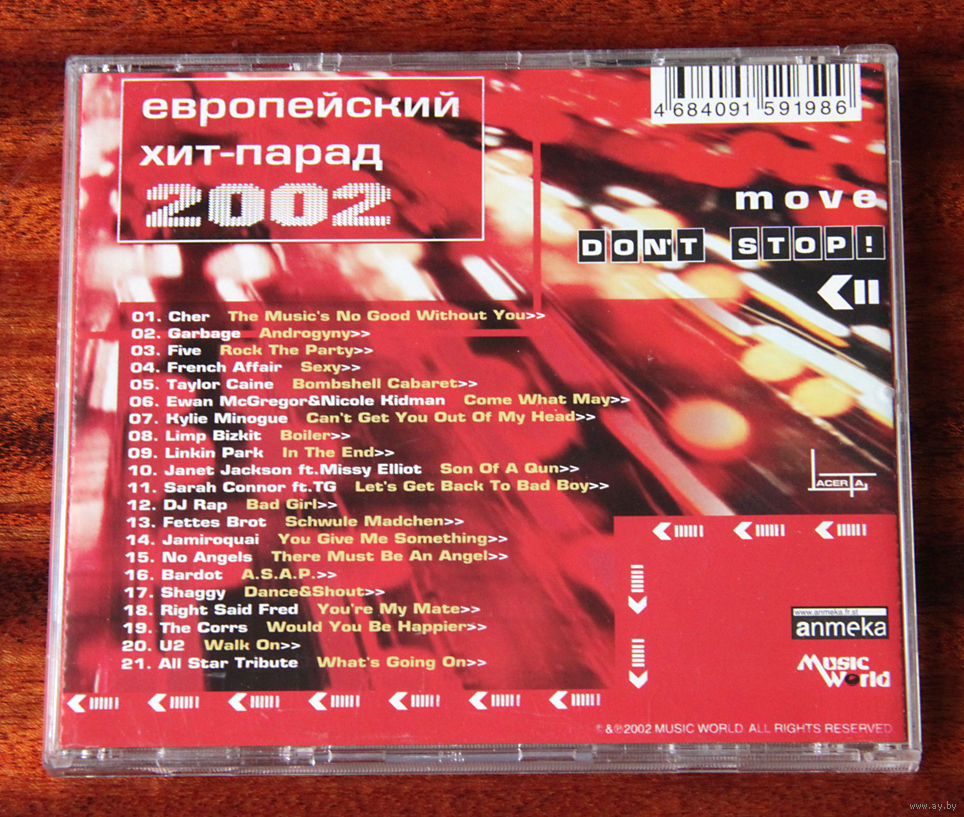 европейский
хит-парад
2002
4 684091 591986
move
DON'T STOP!
01. Cher The Music's No Good Without You>>
02. Garbage Androgyny>>
03. Five Rock The Party>>
04. French Affair Sexy>>
05. Taylor Caine Bombshell Cabaret>>
06. Ewan McGregor&Nicole Kidman Come What May>>
07. Kylie Minogue Can't Get You Out Of My Head>>
08. Limp Bizkit Boiler>>
09. Linkin Park In The End>>
10. Janet Jackson ft.Missy Elliot Son Of A Qun>>
11. Sarah Connor ft.TG Let's Get Back To Bad Boy>>
12. DJ Rap Bad Girl>>
13. Fettes Brot Schwule Madchen>>
14. Jamiroquai You Give Me Something>>
15. No Angels There Must Be An Angel>>
16. Bardot A.S.A.P.>>
17. Shaggy Dance&Shout>>
18. Right Said Fred You're My Mate>>
19. The Corrs Would You Be Happier>>
20. U2 Walk On>>
21. All Star Tribute What's Going On>>
LACERTA
www.anmeka.fr.st
anmeka
Music
World
©&℗2002 MUSIC WORLD ALL RIGHTS RESERVED
www.ay.by